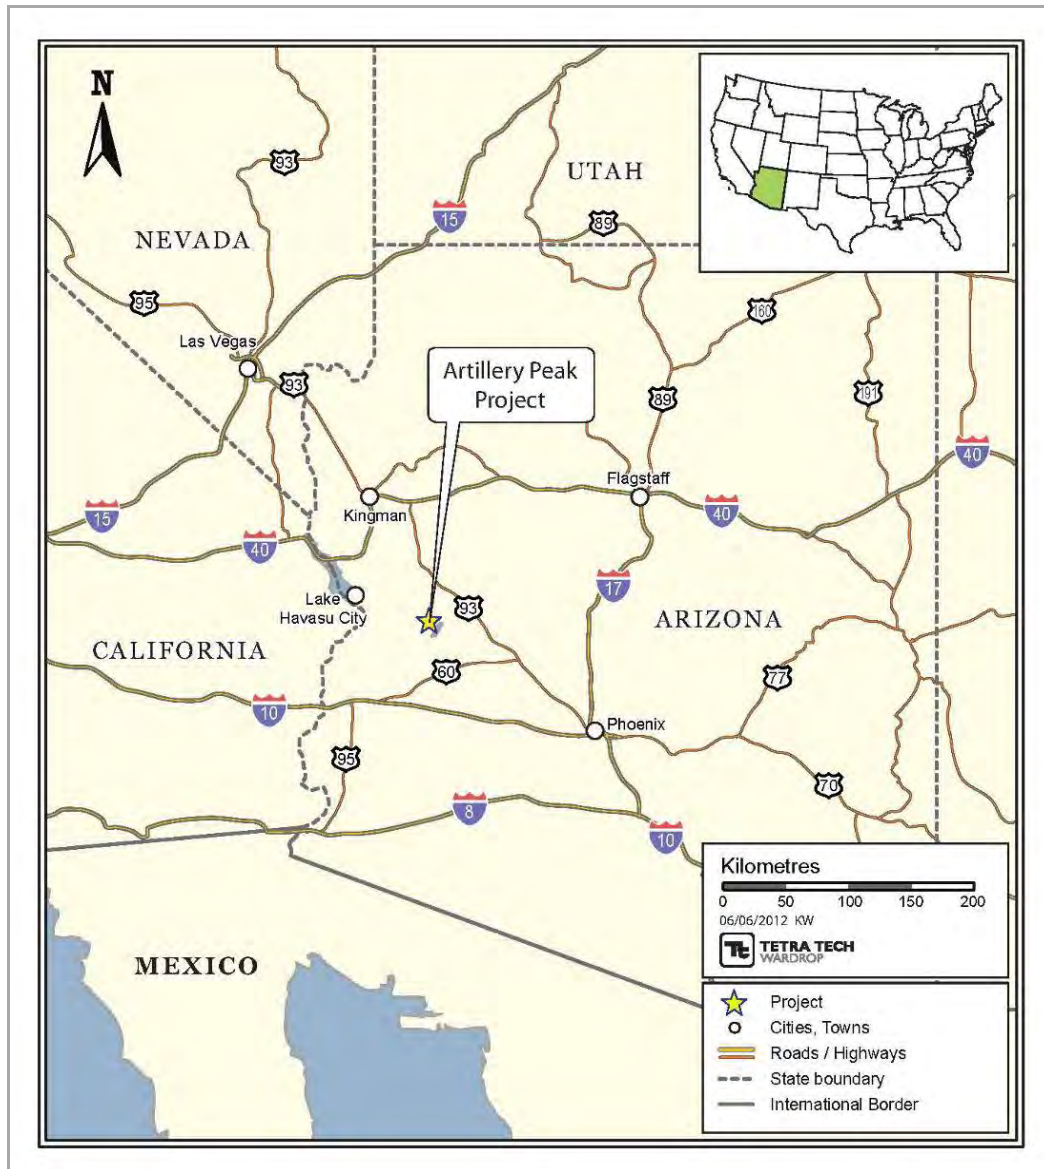 N
93
UTAH
15
89
NEVADA
95
160
Las Vegas
93
Artillery Peak
Project
89
191
40
Flagstaff
Kingman
15
40
40
17
Lake
Havasu City
93
ARIZONA
CALIFORNIA
60
77
10
Phoenix
95
70
8
10
Kilometres
0 50 100 150 200
06/06/2012 KW
Tt TETRA TECH
WARDROP
MEXICO
Project
Cities, Towns
Roads / Highways
State boundary
International Border